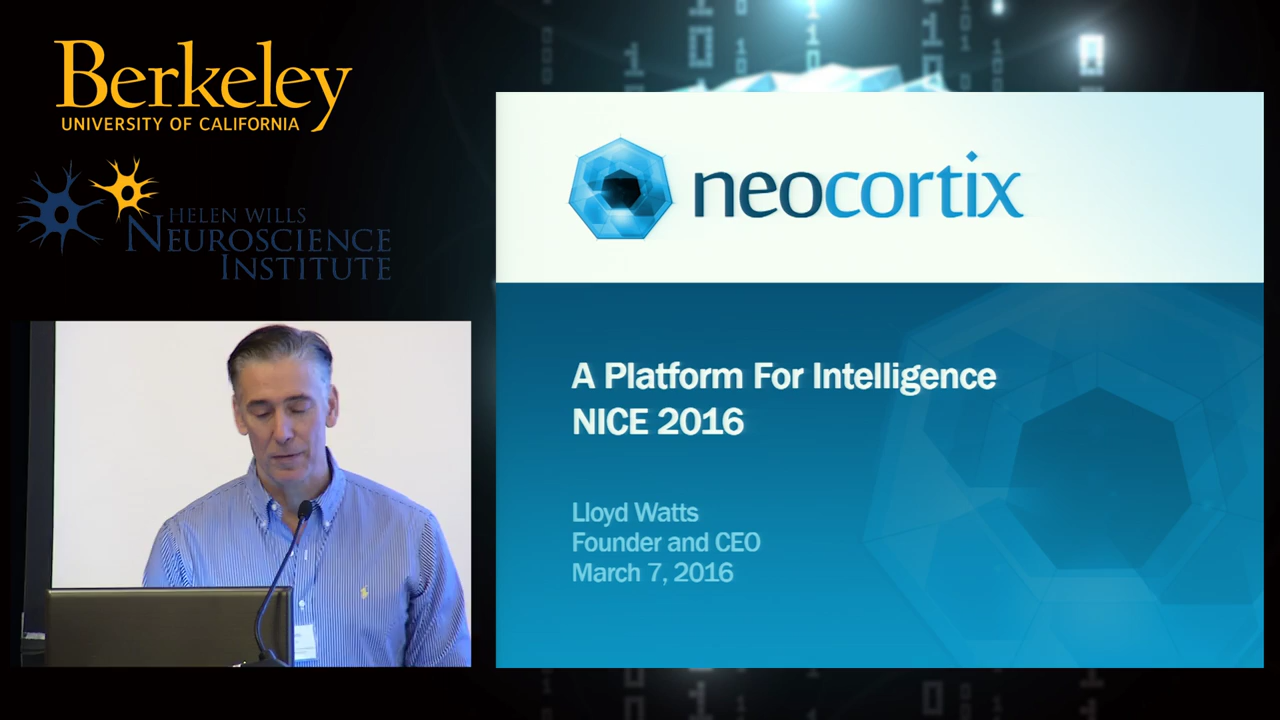 Berkeley
UNIVERSITY OF CALIFORNIA
HELEN WILLS
NEUROSCIENCE
INSTITUTE
neocortix
A Platform For Intelligence
NICE 2016
Lloyd Watts
Founder and CEO
March 7, 2016